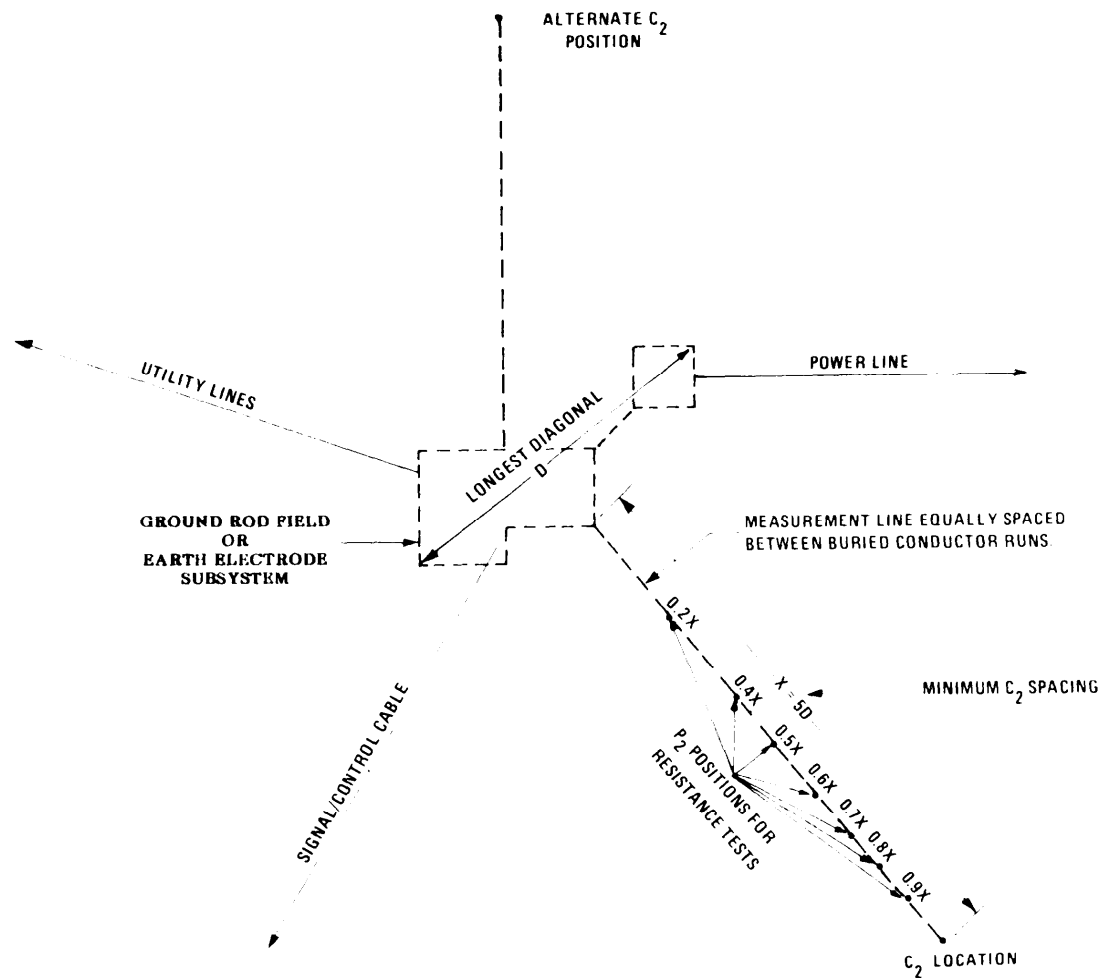 ALTERNATE C2
POSITION
UTILITY LINES
POWER LINE
LONGEST DIAGONAL
D
GROUND ROD FIELD
OR
EARTH ELECTRODE
SUBSYSTEM
MEASUREMENT LINE EQUALLY SPACED
BETWEEN BURIED CONDUCTOR RUNS.
0.2X
0.4X
X = 5D
MINIMUM C2 SPACING
0.5X
0.6X
0.7X
0.8X
0.9X
P2 POSITIONS FOR
RESISTANCE TESTS
SIGNAL/CONTROL CABLE
C2 LOCATION